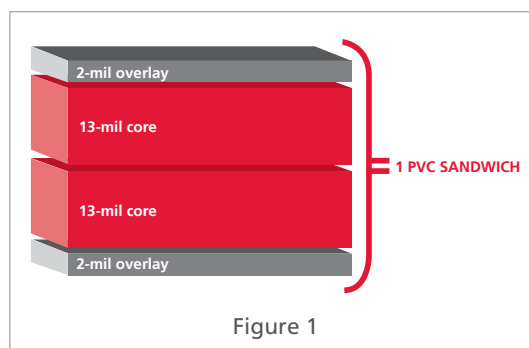 2-mil overlay
13-mil core
1 PVC SANDWICH
13-mil core
2-mil overlay
Figure 1